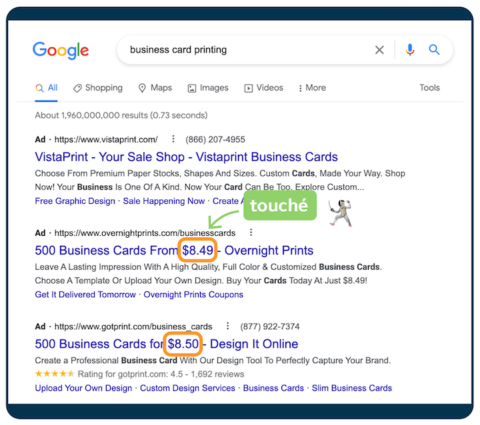 Google
business card printing
All Shopping Maps Images Videos More Tools
About 1,960,000,000 results (0.73 seconds)
Ad · https://www.vistaprint.com/ (866) 207-4955
VistaPrint - Your Sale Shop - Vistaprint Business Cards
Choose From Premium Paper Stocks, Shapes And Sizes. Custom Cards, Made Your Way. Shop
Now! Your Business Is One Of A Kind. Now Your Card Can Be Too. Explore Custom...
Free Graphic Design · Sale Happening Now · Create A
touché
Ad · https://www.overnightprints.com/businesscards
500 Business Cards From $8.49 - Overnight Prints
Leave A Lasting Impression With A High Quality, Full Color & Customized Business Cards.
Choose A Template Or Upload Your Own Design. Buy Your Cards Today At Just $8.49!
Get It Delivered Tomorrow · Overnight Prints Coupons
Ad · https://www.gotprint.com/business_cards (877) 922-7374
500 Business Cards for $8.50 - Design It Online
Create a Professional Business Card With Our Design Tool To Perfectly Capture Your Brand.
Rating for gotprint.com: 4.5 - 1,692 reviews
Upload Your Own Design · Custom Design Services · Business Cards · Slim Business Cards